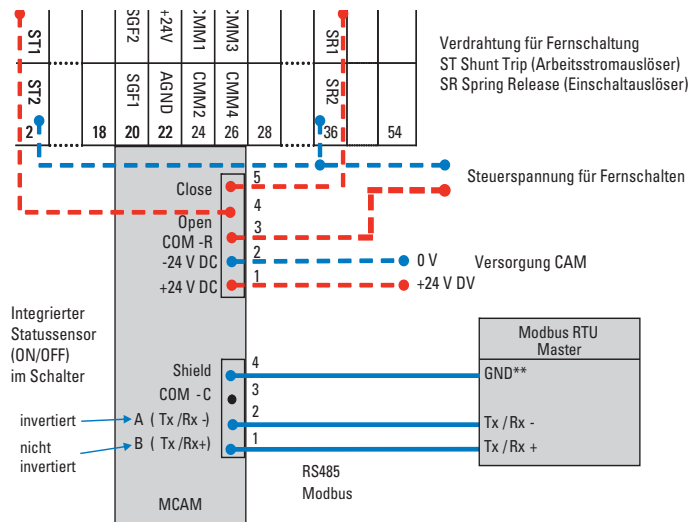 ST1
SGF2
+24V
CMM1
CMM3
SR1
ST2
SGF1
AGND
CMM2
CMM4
SR2
2
18
20
22
24
26
28
36
54
Verdrahtung für Fernschaltung
ST Shunt Trip (Arbeitsstromauslöser)
SR Spring Release (Einschaltauslöser)
Steuerspannung für Fernschalten
Close
5
4
Open
COM -R
3
-24 V DC
2
0 V
Versorgung CAM
+24 V DC
1
+24 V DV
Integrierter
Statussensor
(ON/OFF)
im Schalter
Modbus RTU
Master
Shield
4
GND**
COM - C
3
invertiert
A ( Tx /Rx -)
2
Tx / Rx -
nicht
invertiert
B ( Tx /Rx+)
1
Tx / Rx +
RS485
Modbus
MCAM